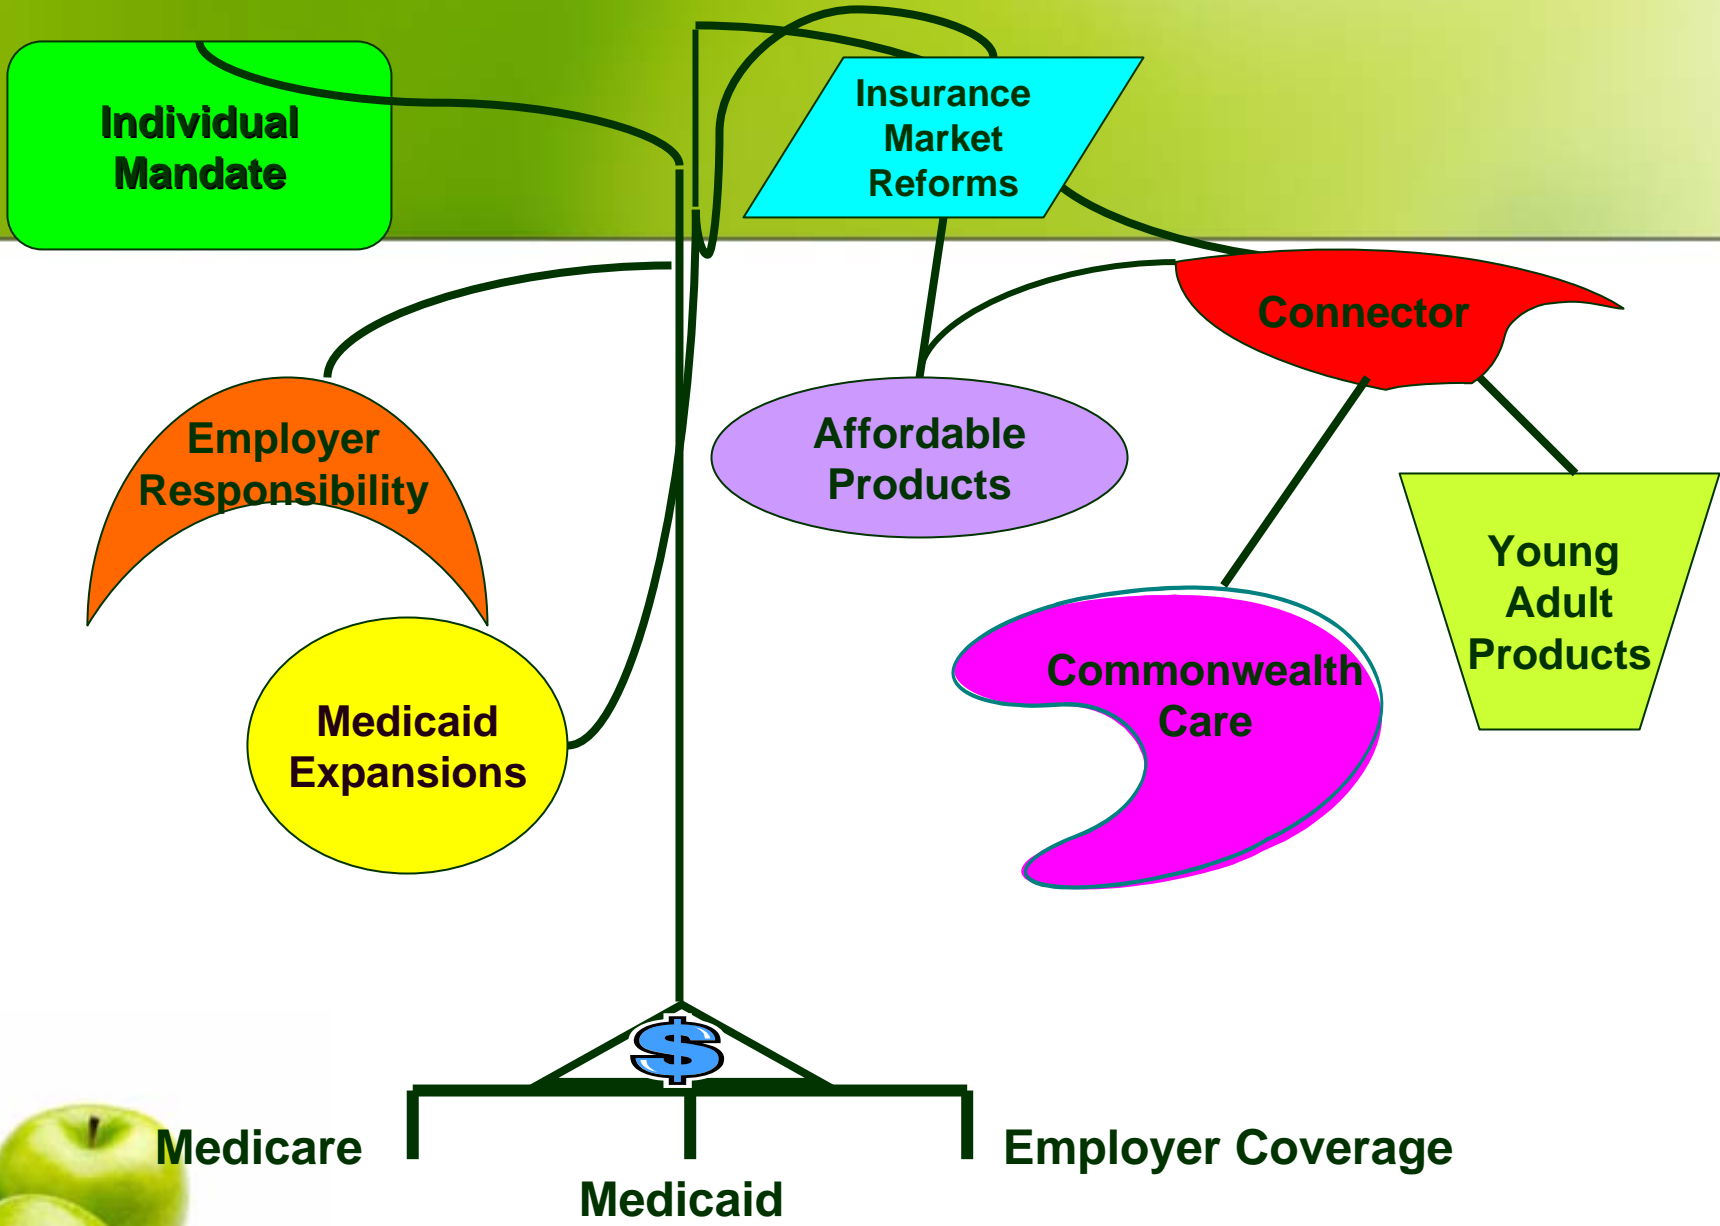 Individual
Mandate
Insurance
Market
Reforms
Connector
Employer
Responsibility
Affordable
Products
Young
Adult
Products
Commonwealth
Care
Medicaid
Expansions
$
Medicare
Medicaid
Employer Coverage